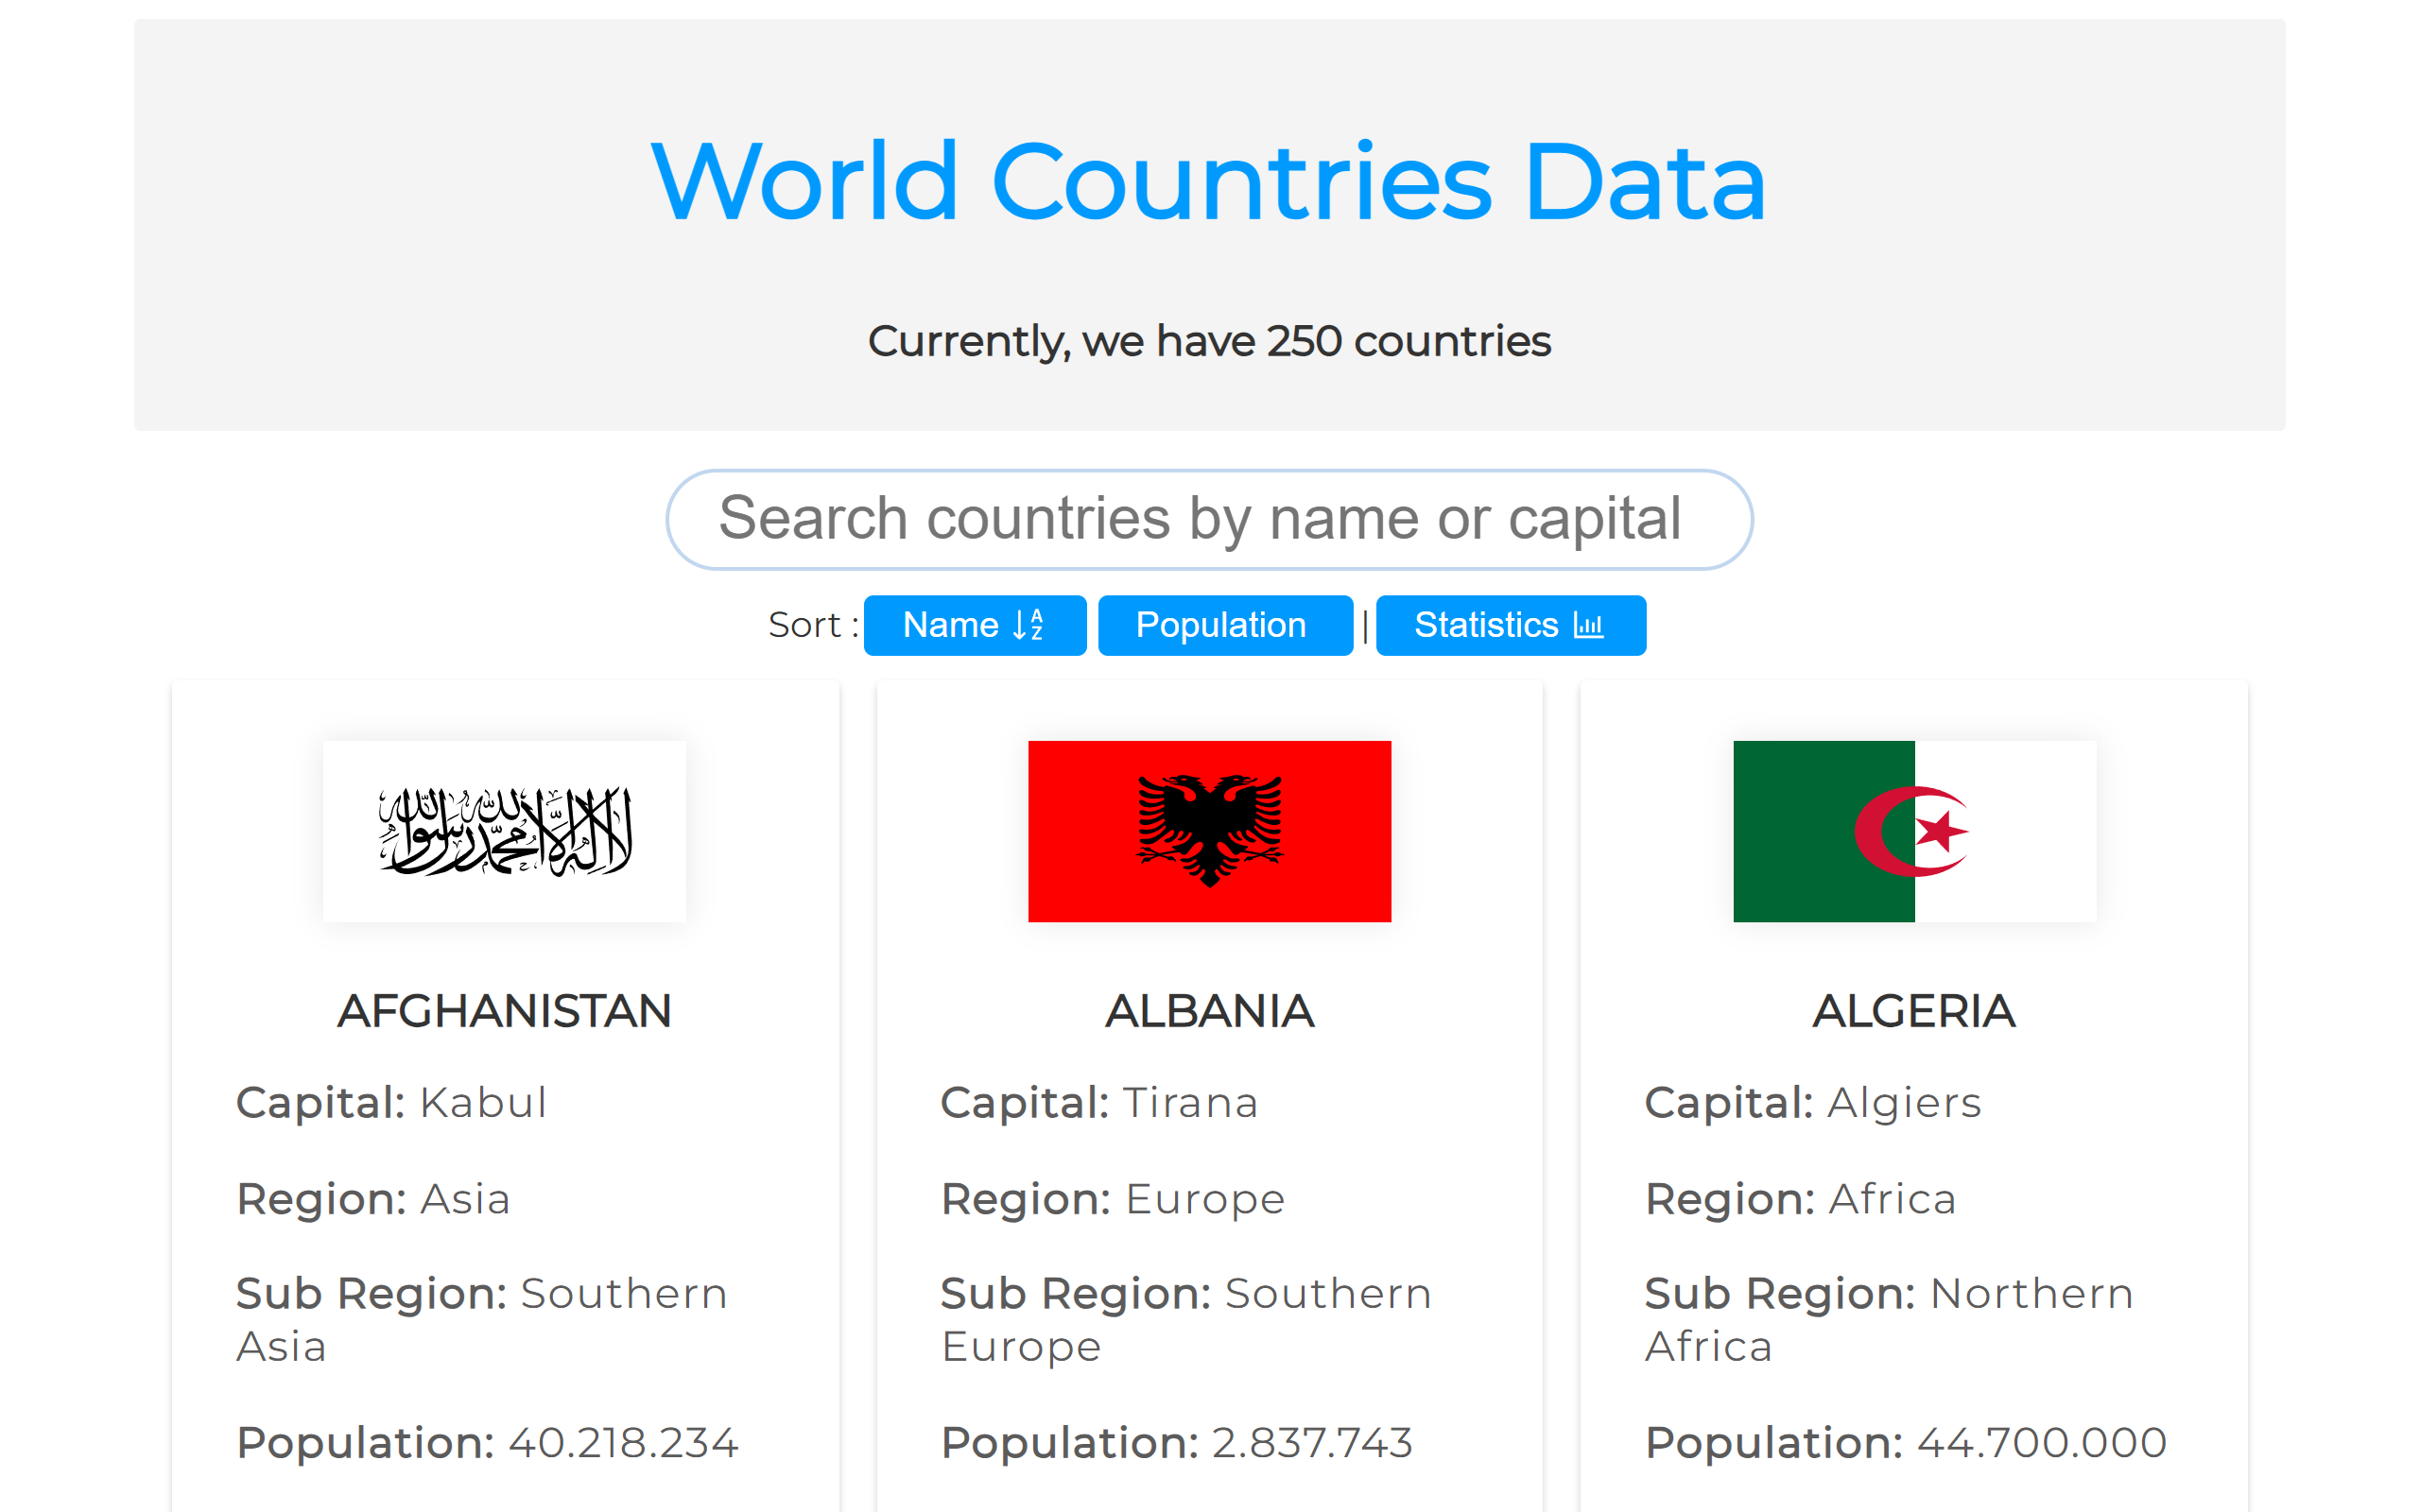 World Countries Data
Currently, we have 250 countries
Search countries by name or capital
Sort : Name Population | Statistics
لا إله إلا الله محمد رسول الله
AFGHANISTAN
Capital: Kabul
Region: Asia
Sub Region: Southern
Asia
Population: 40.218.234
ALBANIA
Capital: Tirana
Region: Europe
Sub Region: Southern
Europe
Population: 2.837.743
ALGERIA
Capital: Algiers
Region: Africa
Sub Region: Northern
Africa
Population: 44.700.000